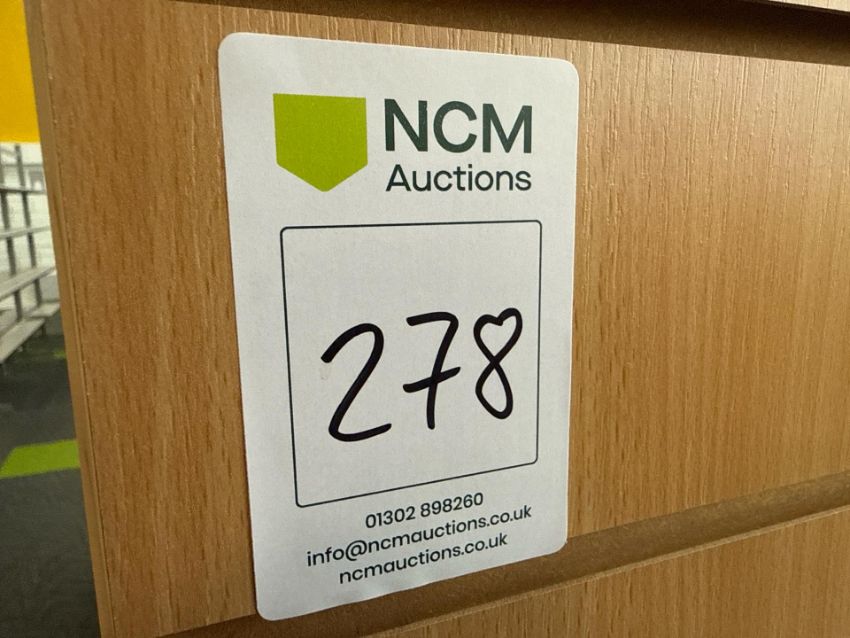 NCM
Auctions
278
01302 898260
info@ncmauctions.co.uk
ncmauctions.co.uk